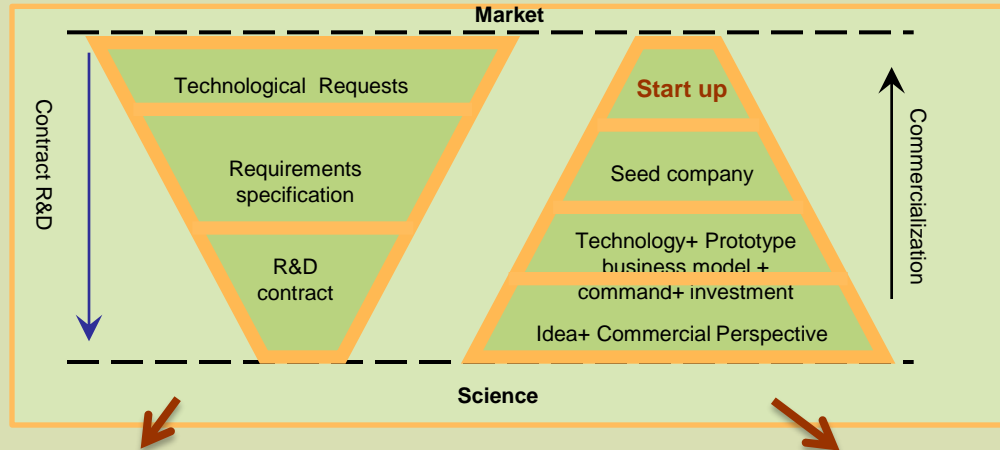 Market
Contract R&D
Technological Requests
Requirements
specification
R&D
contract
Start up
Seed company
Technology+ Prototype
business model +
command+ investment
Idea+ Commercial Perspective
Commercialization
Science